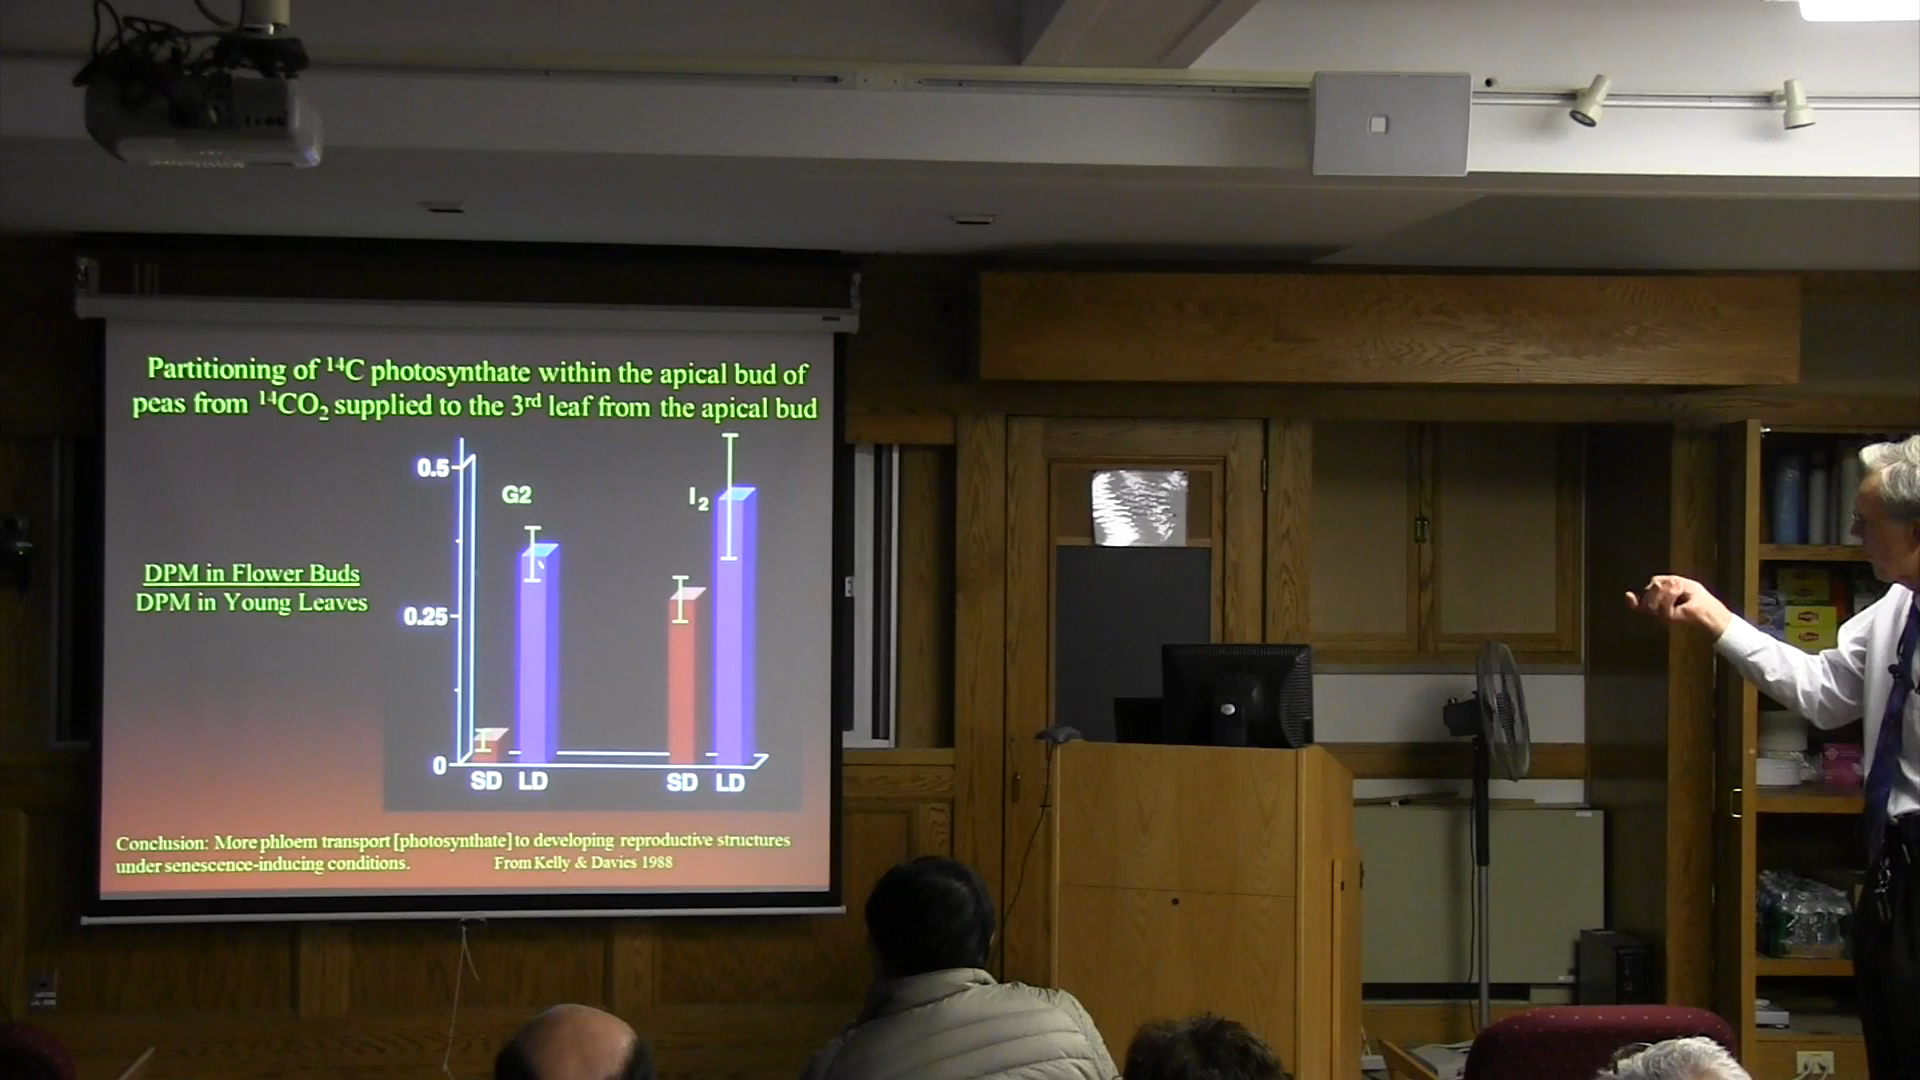 Partitioning of ¹⁴C photosynthate within the apical bud of
peas from ¹⁴CO₂ supplied to the 3ʳᵈ leaf from the apical bud
0.5
G2
I₂
DPM in Flower Buds
DPM in Young Leaves
0.25
0
SD LD SD LD
Conclusion: More phloem transport [photosynthate] to developing reproductive structures
under senescence-inducing conditions. From Kelly & Davies 1988